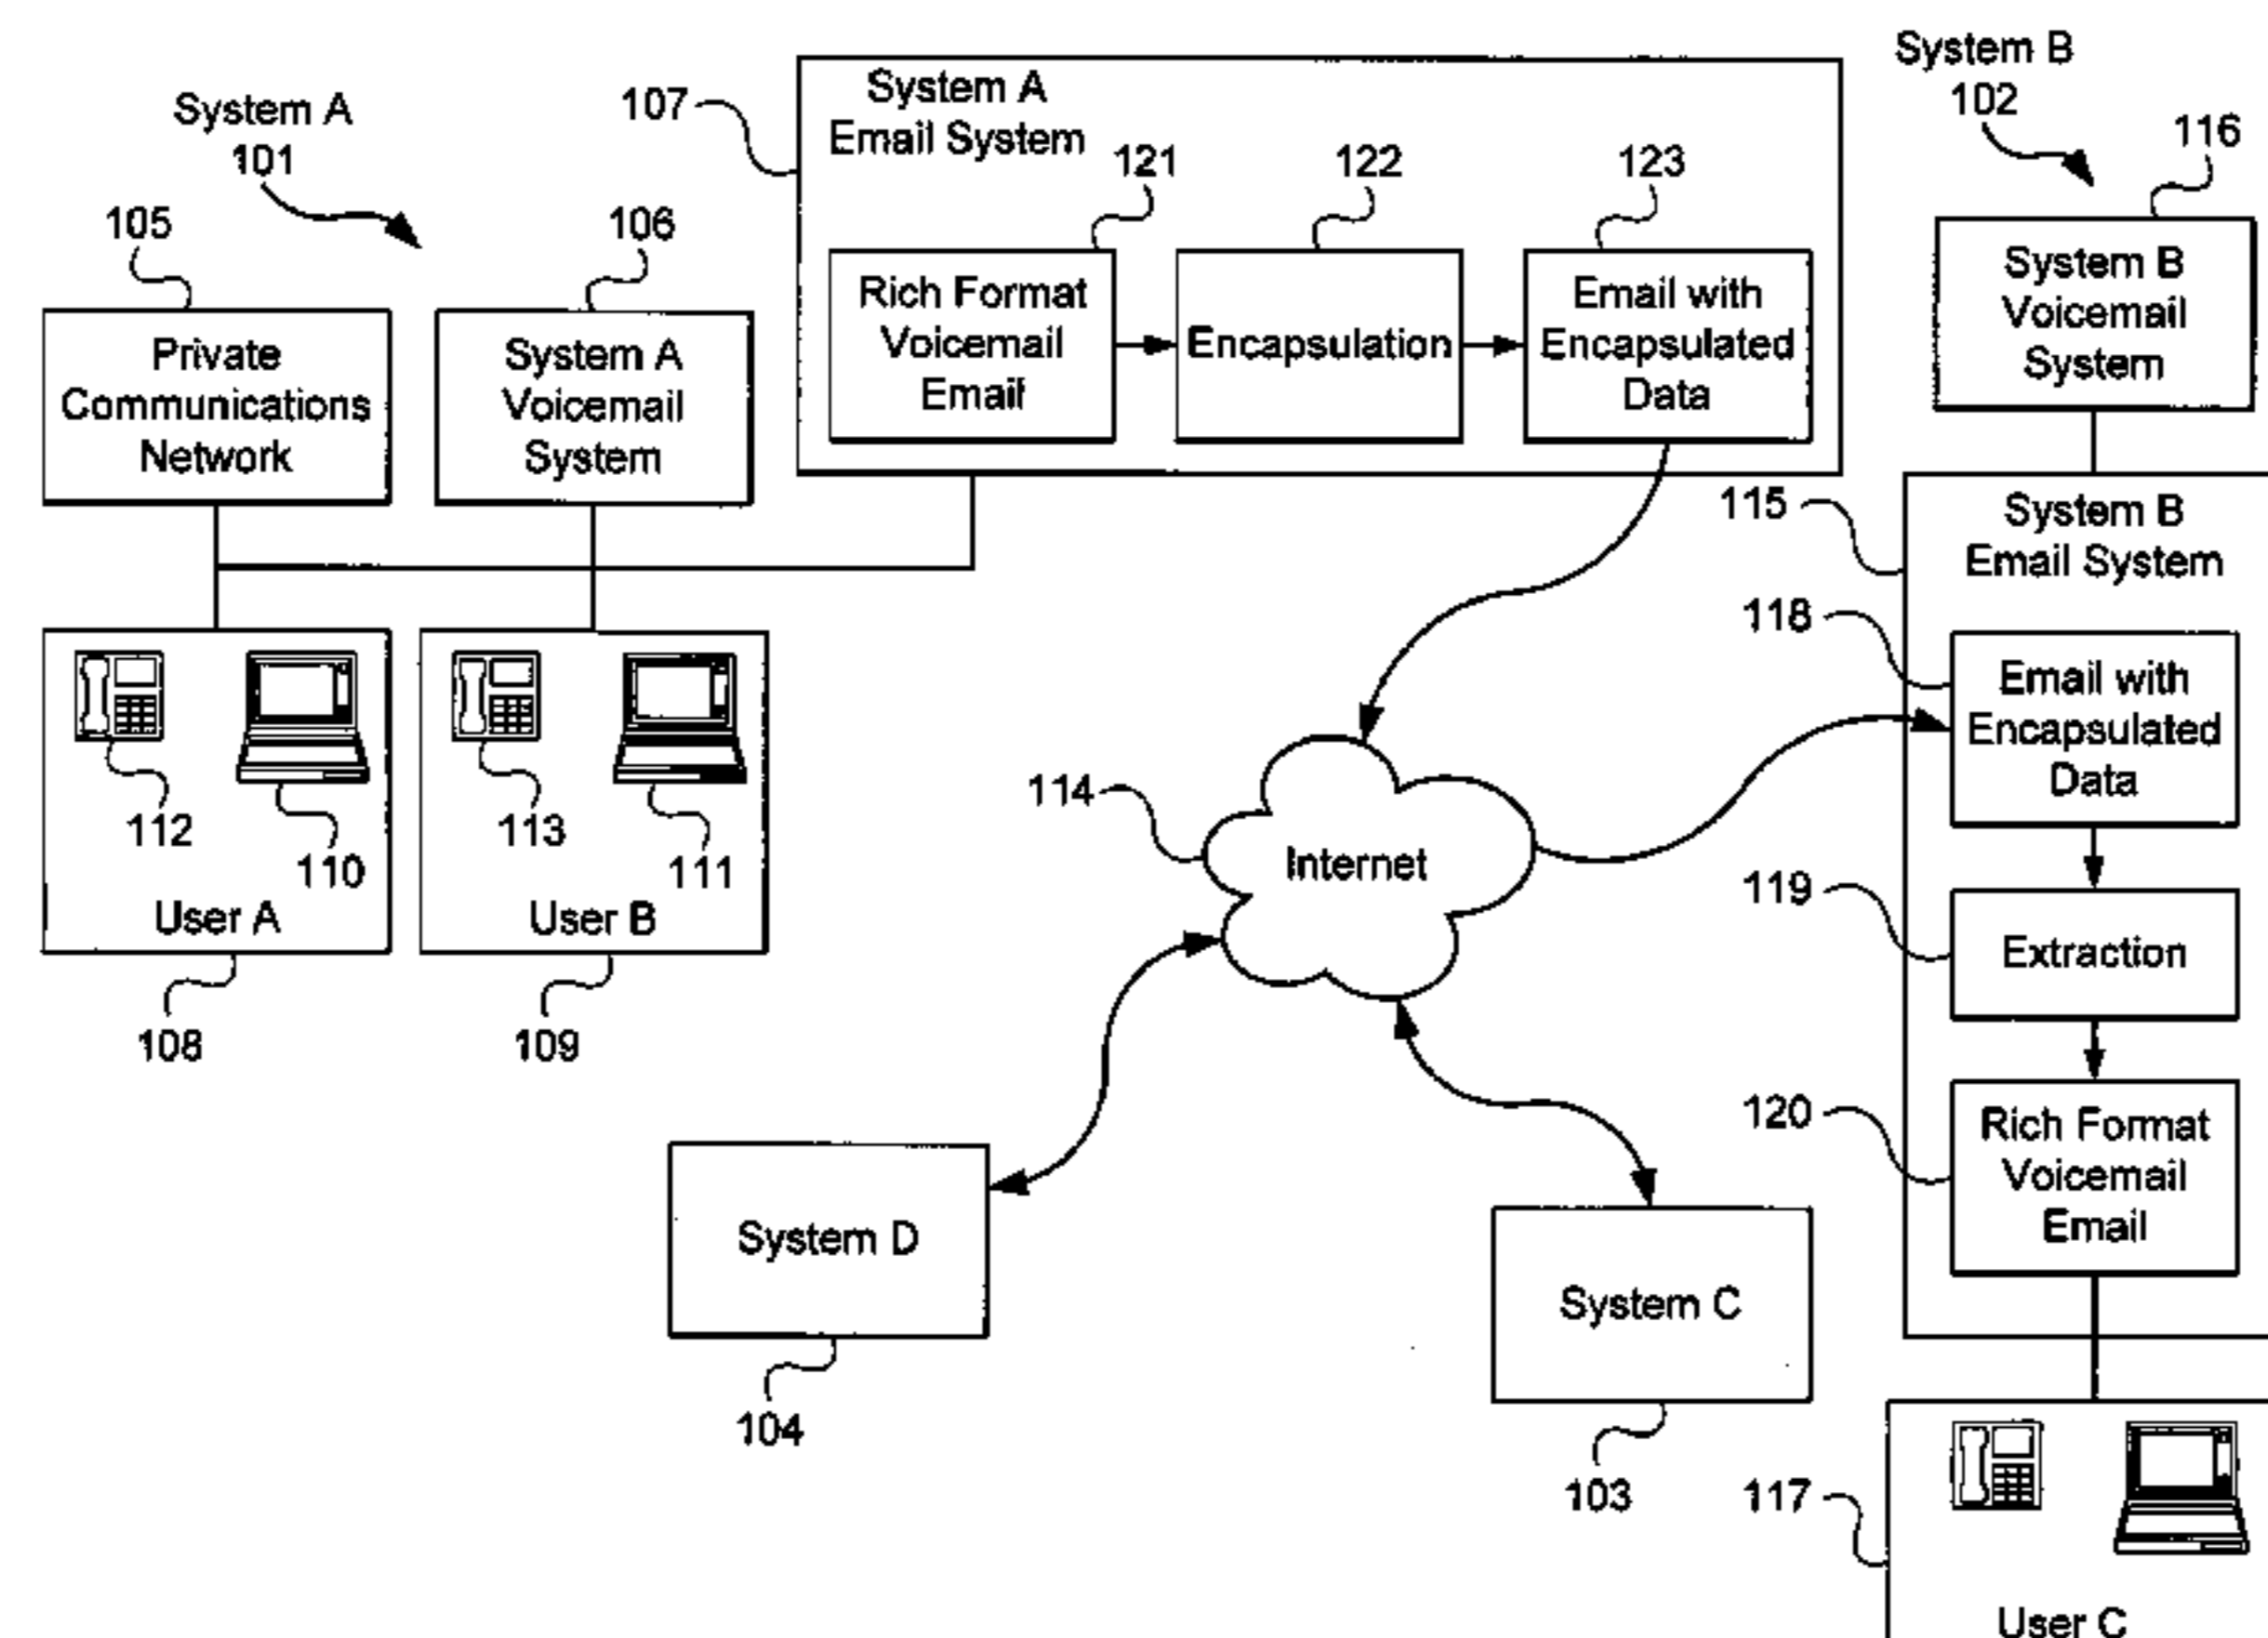 System A
101
105
Private
Communications
Network
106
System A
Voicemail
System
107
System A
Email System
121
Rich Format
Voicemail
Email
122
Encapsulation
123
Email with
Encapsulated
Data
System B
102
116
System B
Voicemail
System
115
System B
Email System
118
Email with
Encapsulated
Data
119
Extraction
120
Rich Format
Voicemail
Email
112
110
User A
108
113
111
User B
109
114
Internet
System D
104
System C
103
117
User C